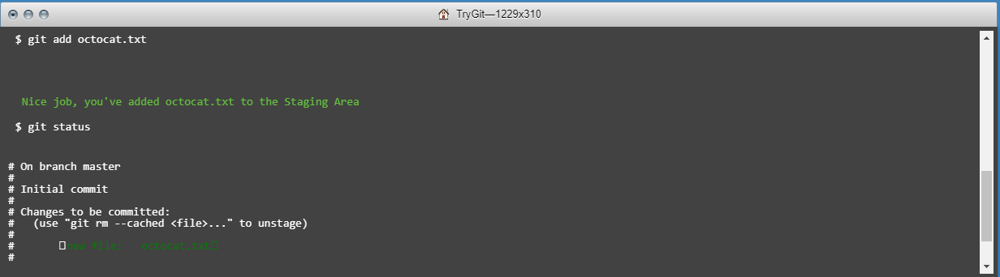 TryGit—1229x310
$ git add octocat.txt
Nice job, you've added octocat.txt to the Staging Area
$ git status
# On branch master
#
# Initial commit
#
# Changes to be committed:
#   (use "git rm --cached <file>..." to unstage)
#
#       new file:   octocat.txt
#